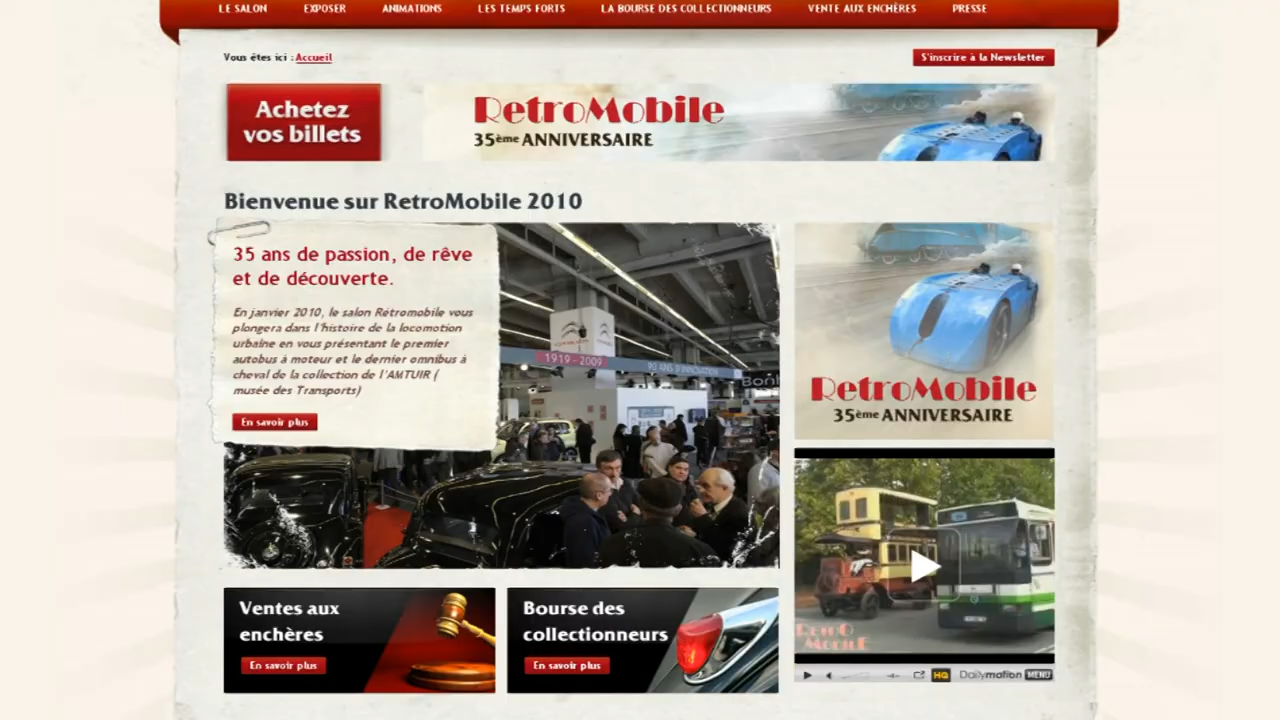 LE SALON EXPOSER ANIMATIONS LES TEMPS FORTS LA BOURSE DES COLLECTIONNEURS VENTE AUX ENCHÈRES PRESSE
Vous êtes ici : Accueil
S'inscrire à la Newsletter
Achetez
vos billets
RetroMobile
35ème ANNIVERSAIRE
Bienvenue sur RetroMobile 2010
35 ans de passion, de rêve
et de découverte.
En janvier 2010, le salon Rétromobile vous
plongera dans l'histoire de la locomotion
urbaine en vous présentant le premier
autobus à moteur et le dernier omnibus à
cheval de la collection de l'AMTUIR (
musée des Transports)
En savoir plus
1919 - 2009
90 ANS D'INNOVATION
RetroMobile
35ème ANNIVERSAIRE
RetrO
MobilE
HQ Dailymotion MENU
Ventes aux
enchères
En savoir plus
Bourse des
collectionneurs
En savoir plus